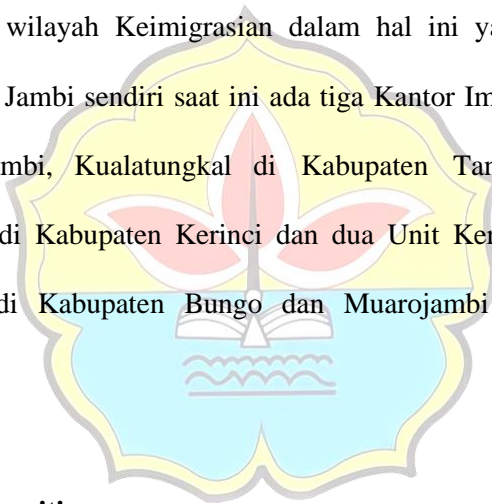 wilayah Keimigrasian dalam hal ini ya
Jambi sendiri saat ini ada tiga Kantor Im
mbi, Kualatungkal di Kabupaten Tan
di Kabupaten Kerinci dan dua Unit Ker
di Kabupaten Bungo dan Muarojambi